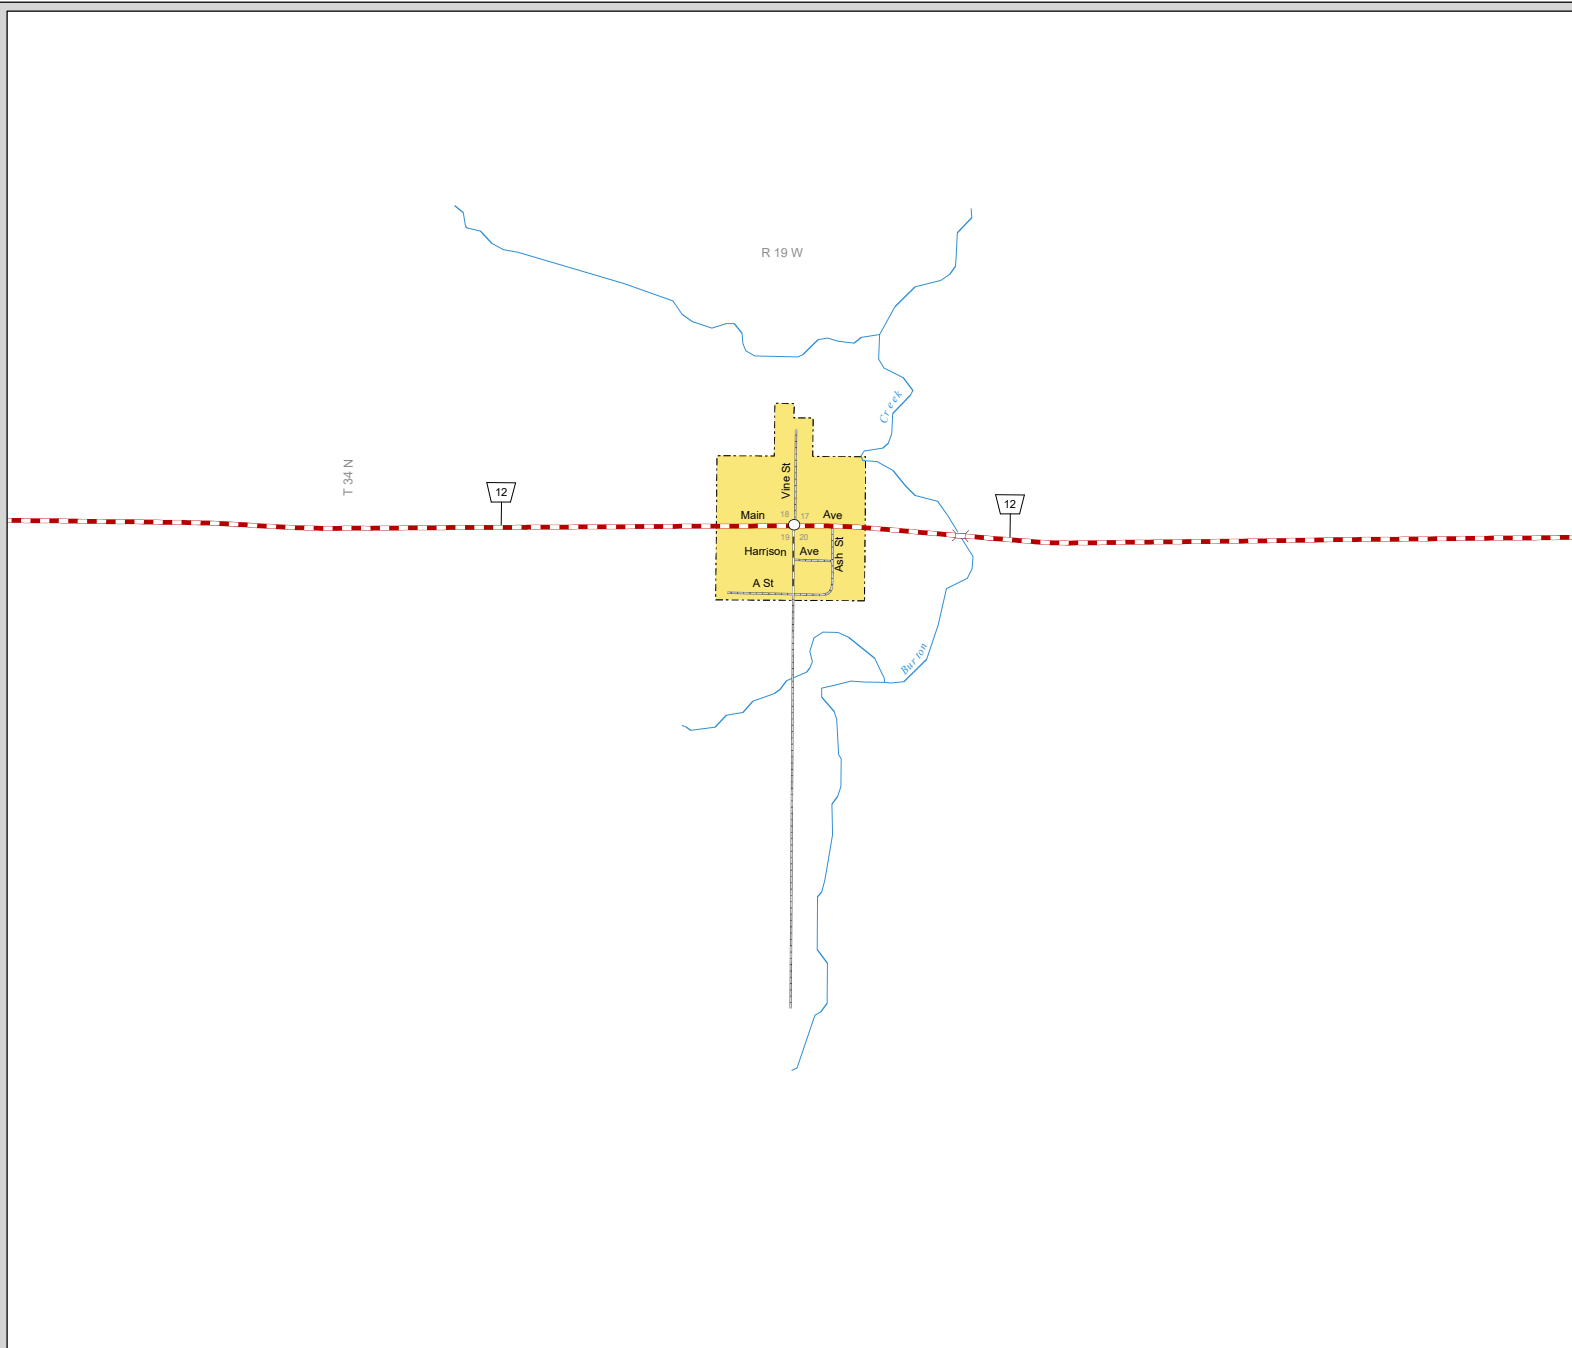 R 19 W
Creek
T 34 N
Vine St
12
12
Main Ave
18 17
19 20
Harrison Ave
Ash St
A St
Burton